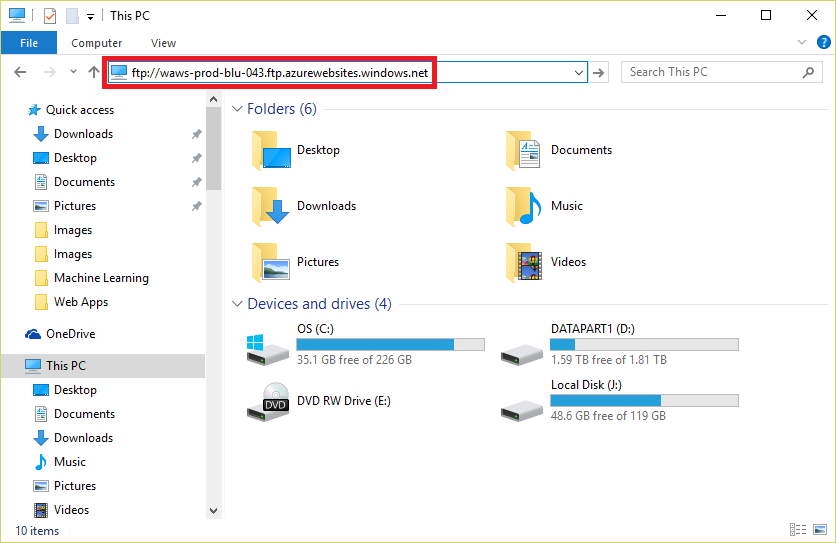 This PC
File Computer View
ftp://waws-prod-blu-043.ftp.azurewebsites.windows.net
Search This PC
Quick access
Downloads
Desktop
Documents
Pictures
Images
Images
Machine Learning
Web Apps
OneDrive
This PC
Desktop
Documents
Downloads
Music
Pictures
Videos
Folders (6)
Desktop
Documents
Downloads
Music
Pictures
Videos
Devices and drives (4)
OS (C:)
35.1 GB free of 226 GB
DATAPART1 (D:)
1.59 TB free of 1.81 TB
DVD
DVD RW Drive (E:)
Local Disk (J:)
48.6 GB free of 119 GB
10 items